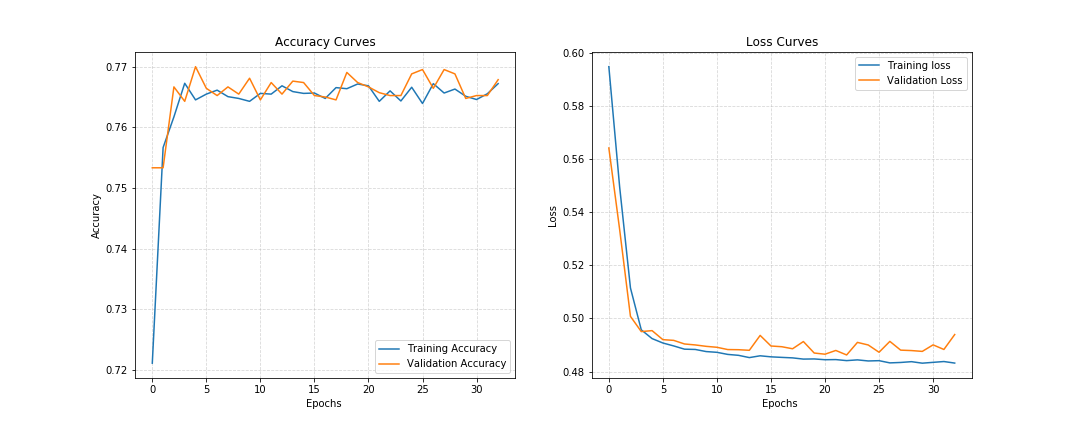 Accuracy Curves
0.77
0.76
0.75
0.74
0.73
0.72
Accuracy
0 5 10 15 20 25 30
Epochs
Training Accuracy
Validation Accuracy
Loss Curves
0.60
0.58
0.56
0.54
0.52
0.50
0.48
Loss
0 5 10 15 20 25 30
Epochs
Training loss
Validation Loss